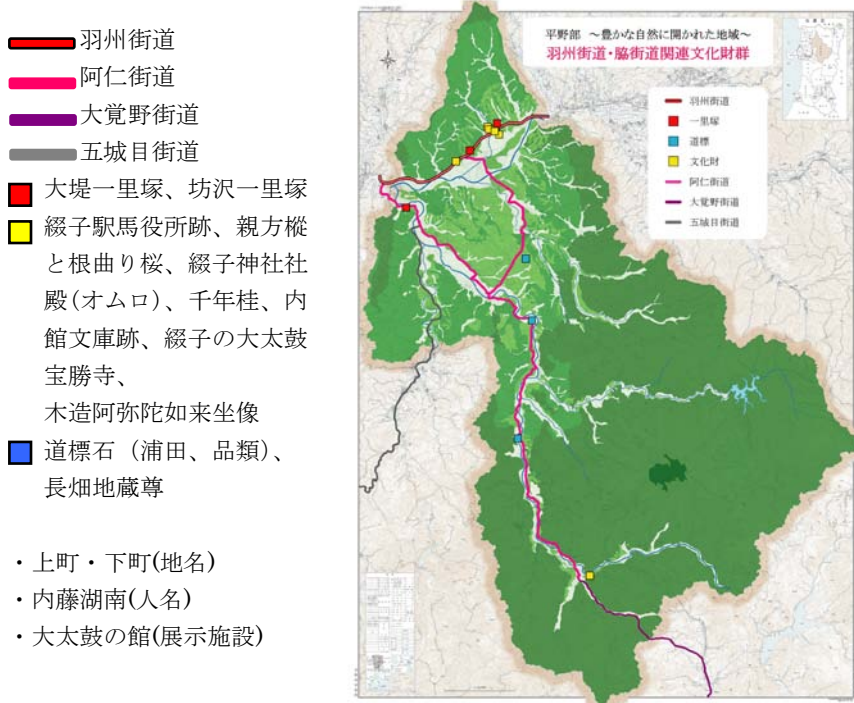 羽州街道
阿仁街道
大覚野街道
五城目街道
大堤一里塚、坊沢一里塚
綴子駅馬役所跡、親方樅
と根曲り桜、綴子神社社
殿(オムロ)、千年桂、内
館文庫跡、綴子の大太鼓
宝勝寺、
木造阿弥陀如来坐像
道標石（浦田、品類）、
長畑地蔵尊
・上町・下町(地名)
・内藤湖南(人名)
・大太鼓の館(展示施設)
平野部 ～豊かな自然に開かれた地域～
羽州街道・脇街道関連文化財群
羽州街道
一里塚
道標
文化財
阿仁街道
大覚野街道
五城目街道